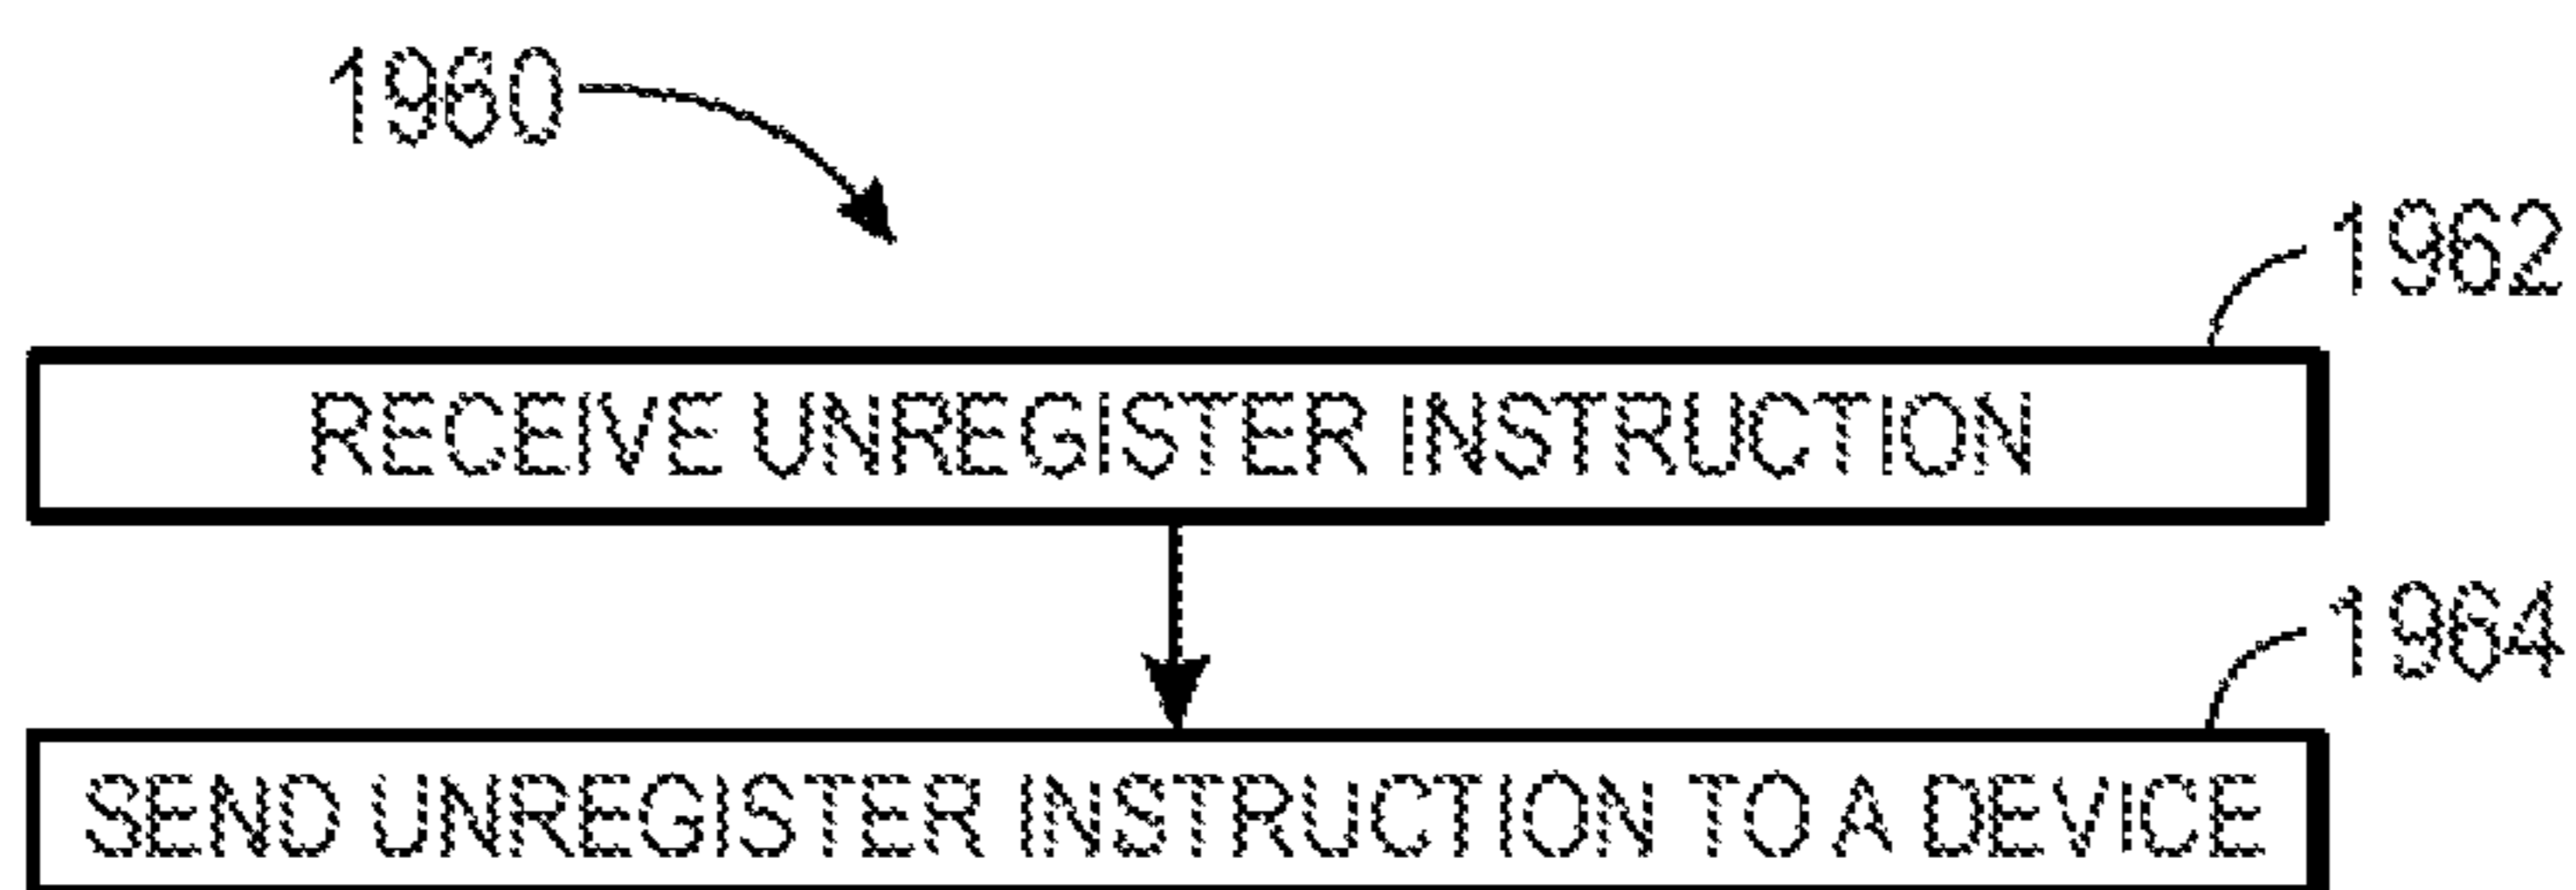 1960
1962
RECEIVE UNREGISTER INSTRUCTION
1964
SEND UNREGISTER INSTRUCTION TO A DEVICE